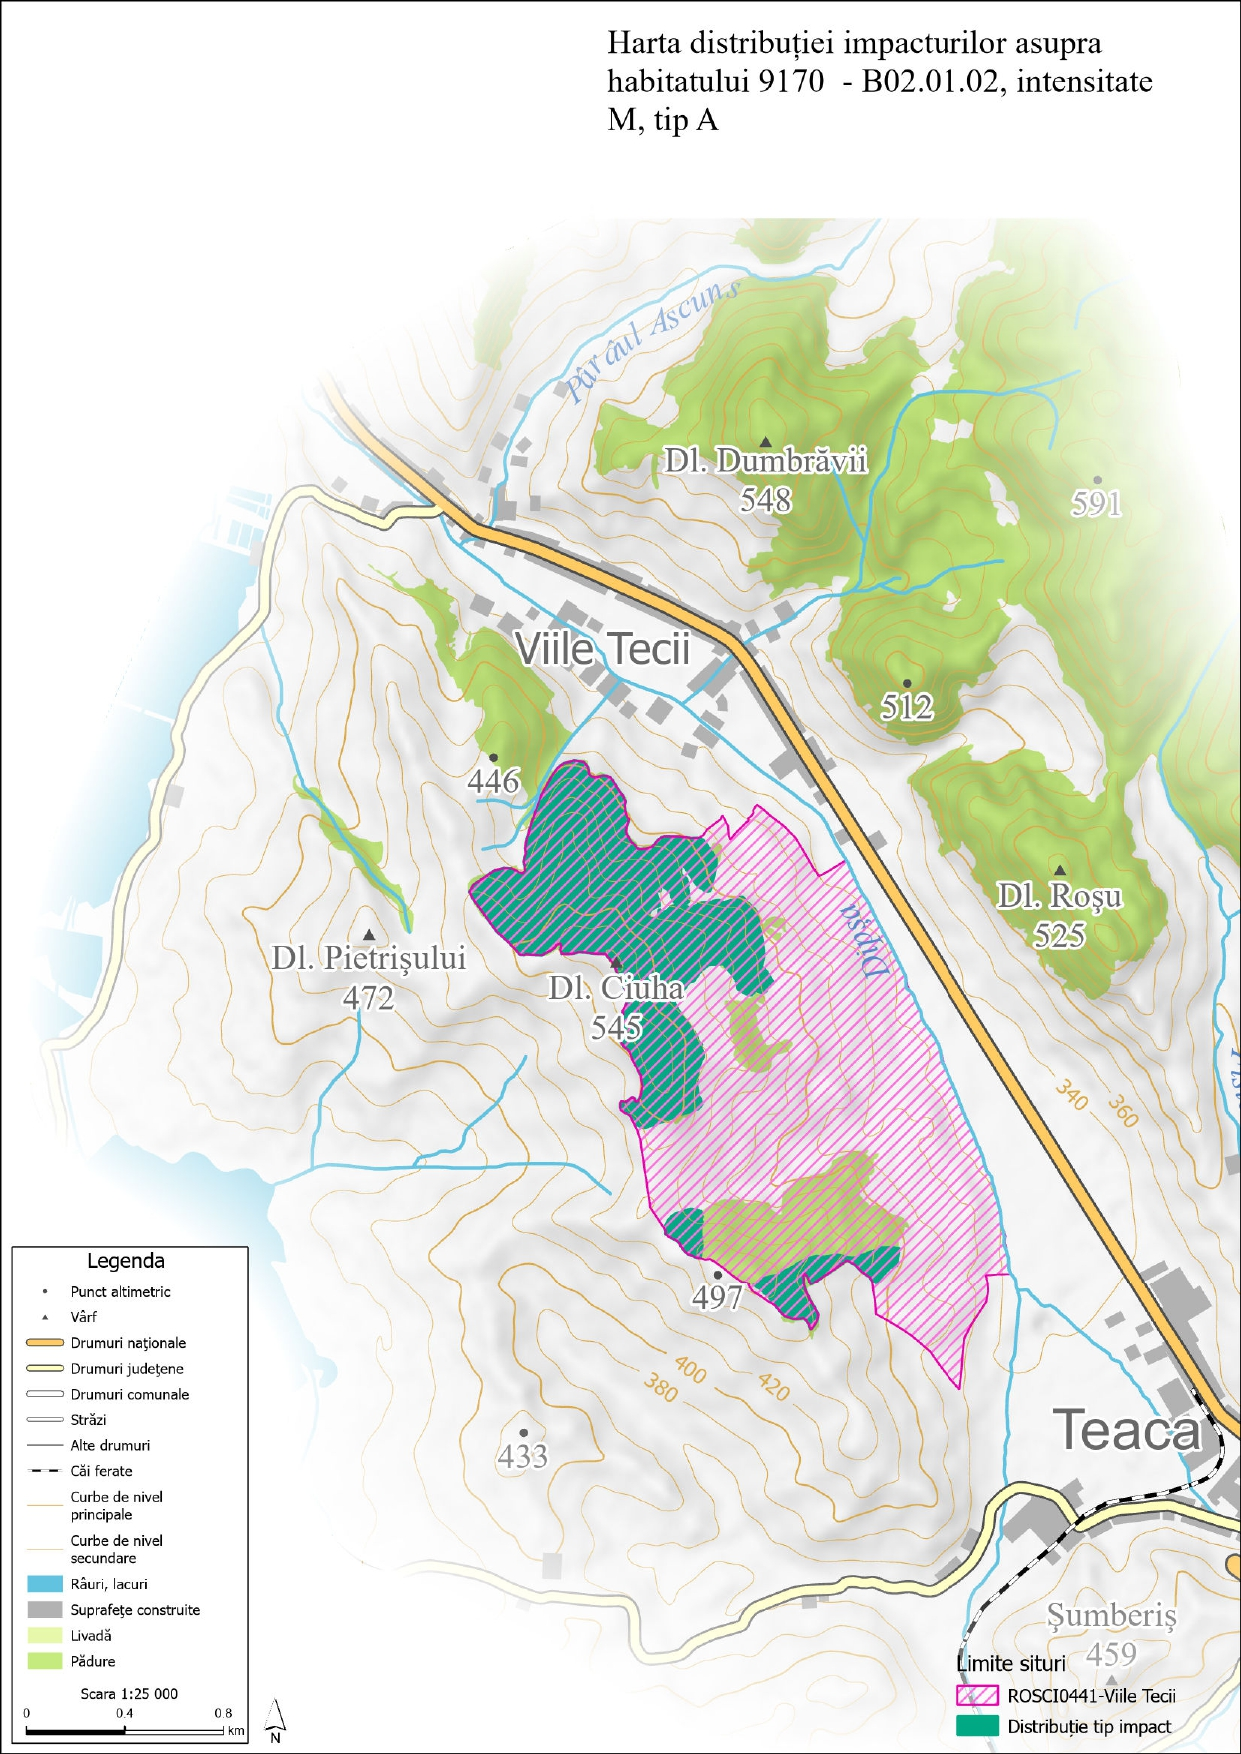 Harta distribuției impacturilor asupra
habitatului 9170 - B02.01.02, intensitate
M, tip A
Pârâul Ascuns
Dl. Dumbrăvii
548
591
Viile Tecii
512
446
Dl. Roşu
525
Dipşa
Dl. Pietrişului
472
Dl. Ciuha
545
340
360
497
400
380
420
433
Teaca
Şumberiş
459
Legenda
Punct altimetric
Vârf
Drumuri naţionale
Drumuri judeţene
Drumuri comunale
Străzi
Alte drumuri
Căi ferate
Curbe de nivel
principale
Curbe de nivel
secundare
Râuri, lacuri
Suprafeţe construite
Livadă
Pădure
Scara 1:25 000
0 0.4 0.8
km
N
Limite situri
ROSCI0441-Viile Tecii
Distribuție tip impact